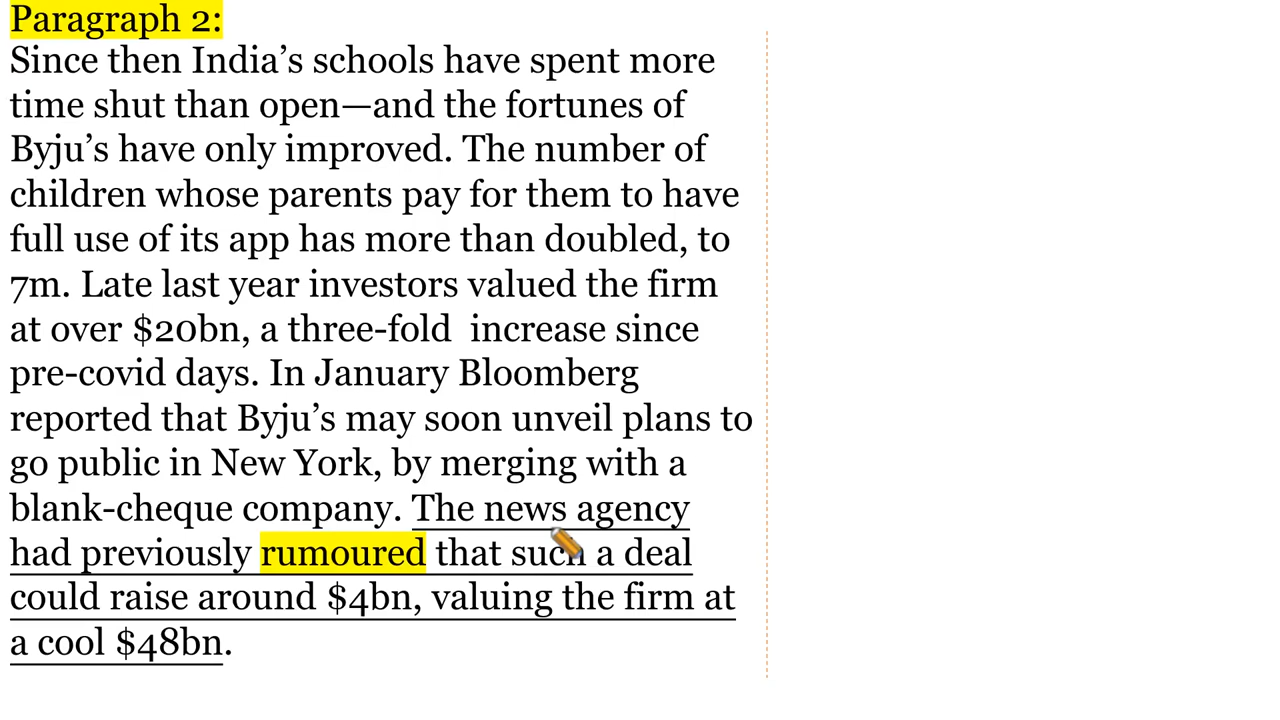 Paragraph 2:
Since then India’s schools have spent more
time shut than open—and the fortunes of
Byju’s have only improved. The number of
children whose parents pay for them to have
full use of its app has more than doubled, to
7m. Late last year investors valued the firm
at over $20bn, a three-fold  increase since
pre-covid days. In January Bloomberg
reported that Byju’s may soon unveil plans to
go public in New York, by merging with a
blank-cheque company. The news agency
had previously rumoured that such a deal
could raise around $4bn, valuing the firm at
a cool $48bn.